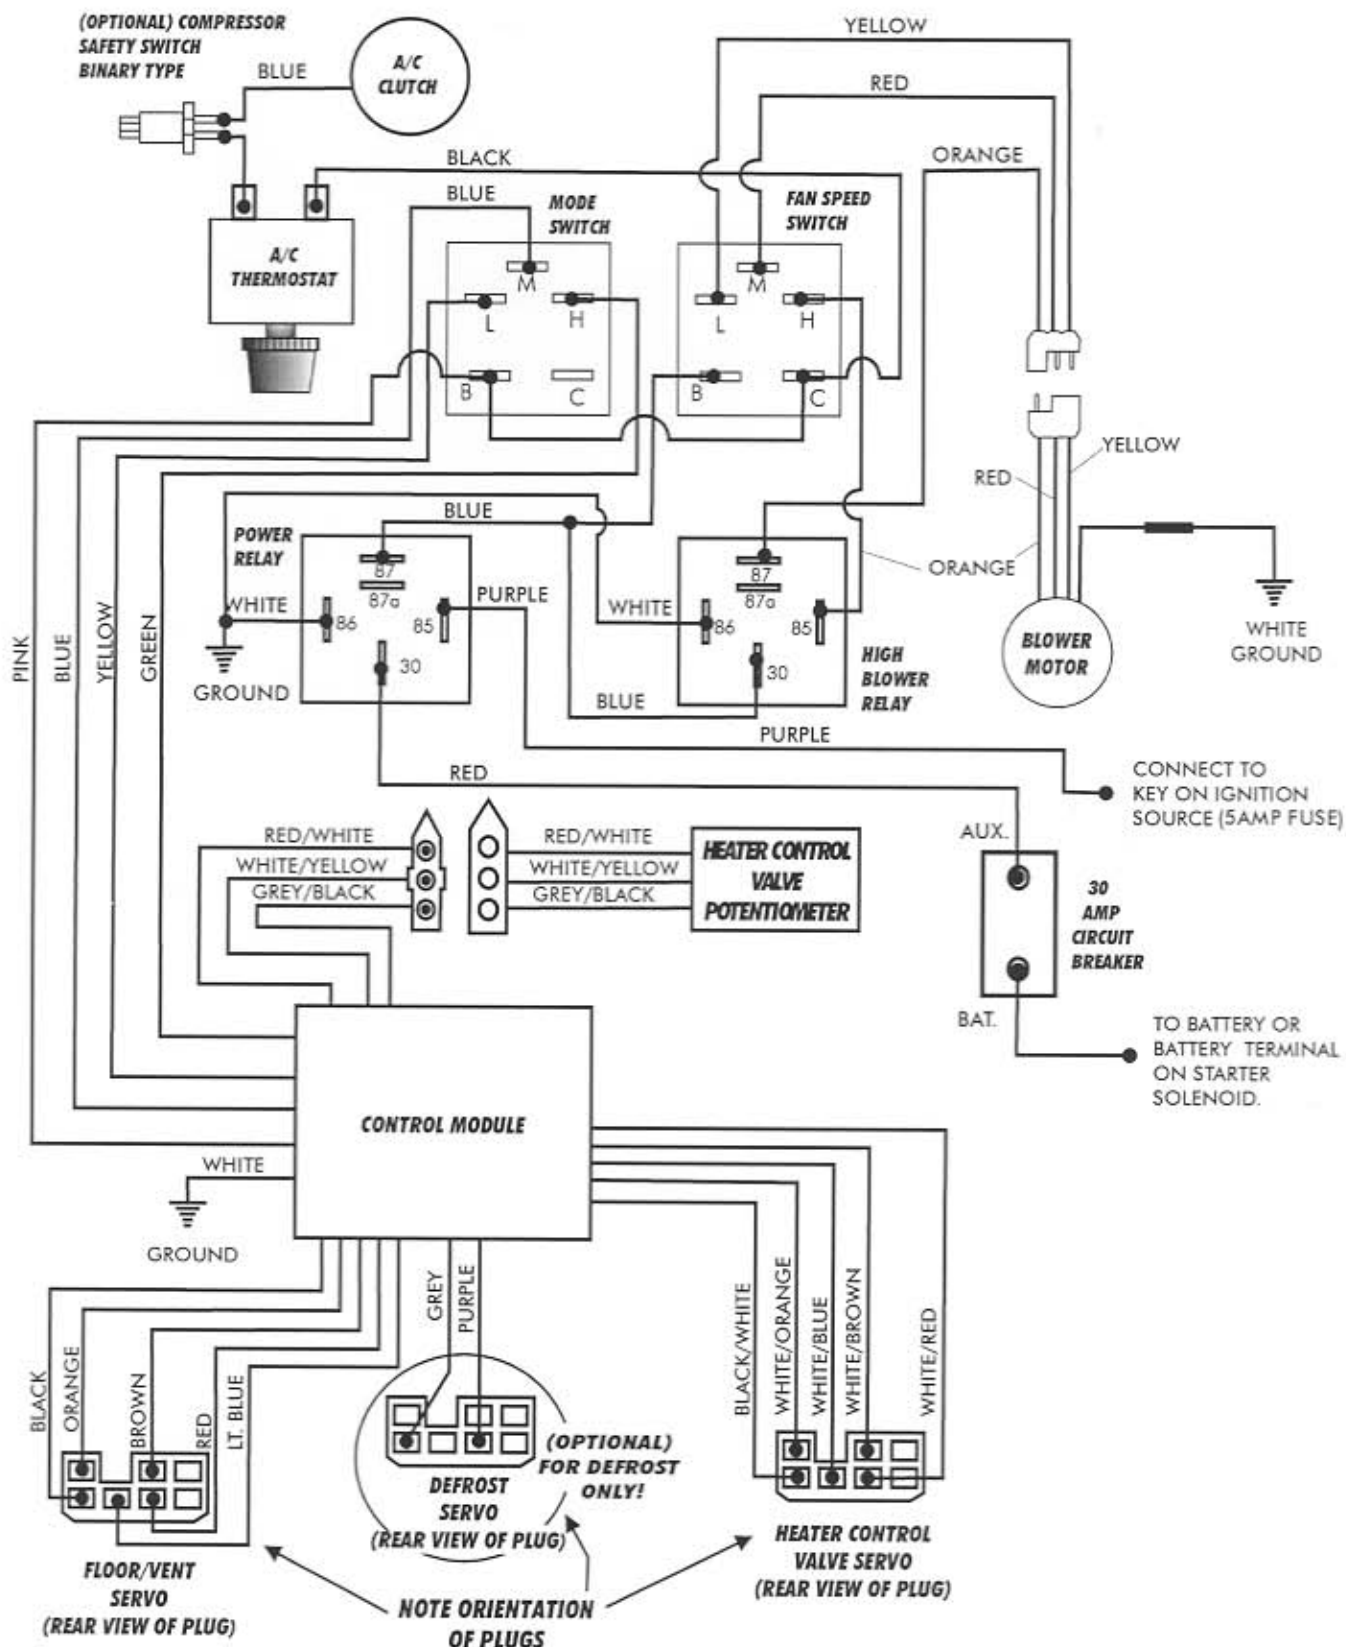 (OPTIONAL) COMPRESSOR
SAFETY SWITCH
BINARY TYPE
BLUE
A/C
CLUTCH
YELLOW
RED
ORANGE
BLACK
BLUE
MODE
SWITCH
FAN SPEED
SWITCH
A/C
THERMOSTAT
M
L
H
B
C
M
L
H
B
C
YELLOW
RED
BLUE
POWER
RELAY
87
87a
86
85
30
WHITE
PURPLE
GROUND
WHITE
87
87a
86
85
30
ORANGE
HIGH
BLOWER
RELAY
BLOWER
MOTOR
WHITE
GROUND
PINK
BLUE
YELLOW
GREEN
BLUE
PURPLE
RED
CONNECT TO
KEY ON IGNITION
SOURCE (5AMP FUSE)
AUX.
30
AMP
CIRCUIT
BREAKER
BAT.
TO BATTERY OR
BATTERY TERMINAL
ON STARTER
SOLENOID.
RED/WHITE
WHITE/YELLOW
GREY/BLACK
RED/WHITE
WHITE/YELLOW
GREY/BLACK
HEATER CONTROL
VALVE
POTENTIOMETER
CONTROL MODULE
WHITE
GROUND
BLACK
ORANGE
BROWN
RED
LT. BLUE
GREY
PURPLE
BLACK/WHITE
WHITE/ORANGE
WHITE/BLUE
WHITE/BROWN
WHITE/RED
FLOOR/VENT
SERVO
(REAR VIEW OF PLUG)
DEFROST
SERVO
(REAR VIEW OF PLUG)
(OPTIONAL)
FOR DEFROST
ONLY!
HEATER CONTROL
VALVE SERVO
(REAR VIEW OF PLUG)
NOTE ORIENTATION
OF PLUGS